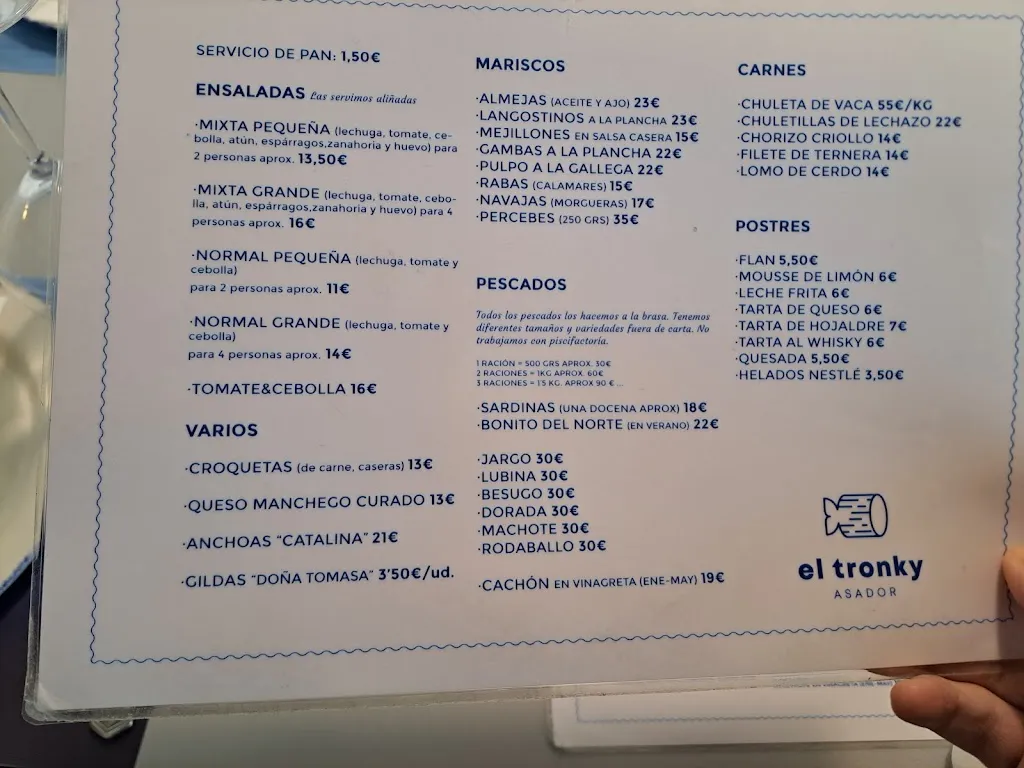 SERVICIO DE PAN: 1,50€
ENSALADAS Las servimos aliñadas
·MIXTA PEQUEÑA (lechuga, tomate, ce-
bolla, atún, espárragos,zanahoria y huevo) para
2 personas aprox. 13,50€
·MIXTA GRANDE (lechuga, tomate, cebo-
lla, atún, espárragos,zanahoria y huevo) para 4
personas aprox. 16€
·NORMAL PEQUEÑA (lechuga, tomate y
cebolla)
para 2 personas aprox. 11€
·NORMAL GRANDE (lechuga, tomate y
cebolla)
para 4 personas aprox. 14€
·TOMATE&CEBOLLA 16€
VARIOS
·CROQUETAS (de carne, caseras) 13€
·QUESO MANCHEGO CURADO 13€
·ANCHOAS "CATALINA" 21€
·GILDAS "DOÑA TOMASA" 3'50€/ud.
MARISCOS
·ALMEJAS (ACEITE Y AJO) 23€
·LANGOSTINOS A LA PLANCHA 23€
·MEJILLONES EN SALSA CASERA 15€
·GAMBAS A LA PLANCHA 22€
·PULPO A LA GALLEGA 22€
·RABAS (CALAMARES) 15€
·NAVAJAS (MORGUERAS) 17€
·PERCEBES (250 GRS) 35€
PESCADOS
Todos los pescados los hacemos a la brasa. Tenemos
diferentes tamaños y variedades fuera de carta. No
trabajamos con piscifactoría.
1 RACIÓN = 500 GRS APROX. 30€
2 RACIONES = 1KG APROX. 60€
3 RACIONES = 1'5 KG. APROX 90 € ...
·SARDINAS (UNA DOCENA APROX) 18€
·BONITO DEL NORTE (EN VERANO) 22€
·JARGO 30€
·LUBINA 30€
·BESUGO 30€
·DORADA 30€
·MACHOTE 30€
·RODABALLO 30€
·CACHÓN EN VINAGRETA (ENE-MAY) 19€
CARNES
·CHULETA DE VACA 55€/KG
·CHULETILLAS DE LECHAZO 22€
·CHORIZO CRIOLLO 14€
·FILETE DE TERNERA 14€
·LOMO DE CERDO 14€
POSTRES
·FLAN 5,50€
·MOUSSE DE LIMÓN 6€
·LECHE FRITA 6€
·TARTA DE QUESO 6€
·TARTA DE HOJALDRE 7€
·TARTA AL WHISKY 6€
·QUESADA 5,50€
·HELADOS NESTLÉ 3,50€
el tronky
ASADOR